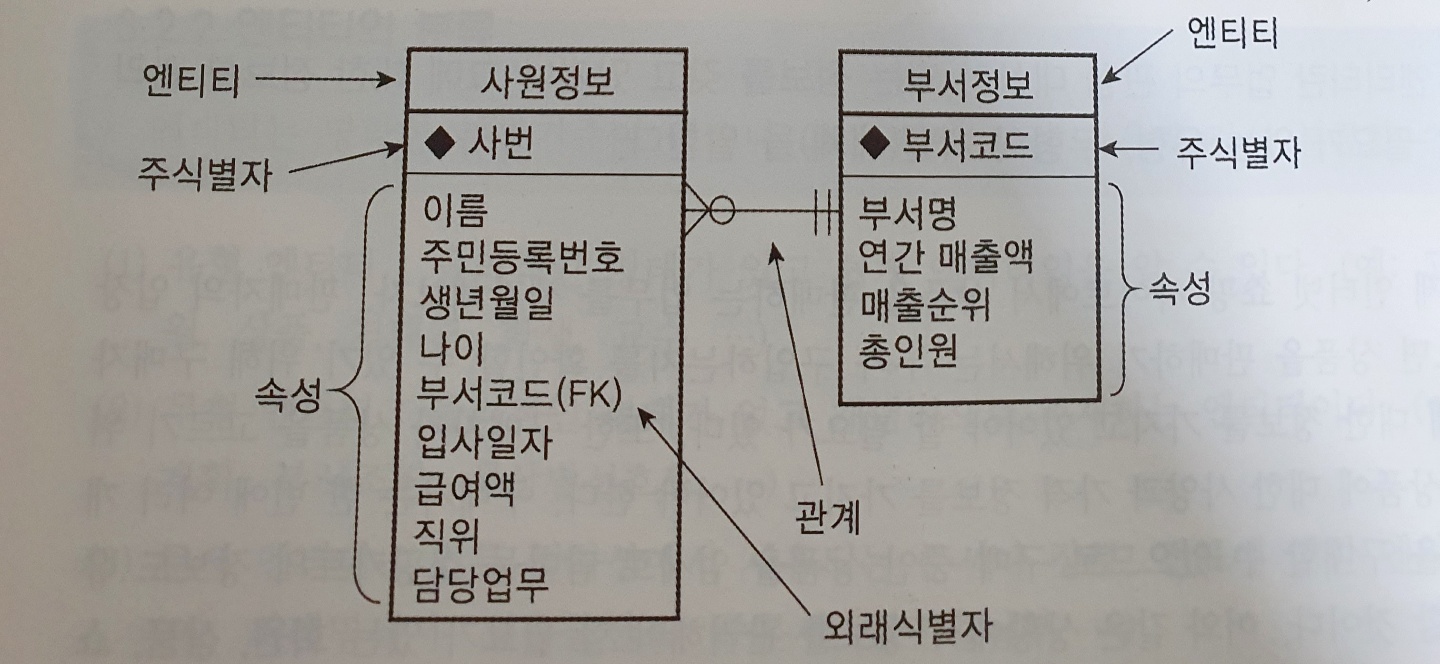 엔티티
엔티티
사원정보
부서정보
주식별자
◆ 사번
◆ 부서코드
주식별자
이름
주민등록번호
생년월일
나이
부서코드(FK)
입사일자
급여액
직위
담당업무
속성
부서명
연간 매출액
매출순위
총인원
속성
관계
외래식별자